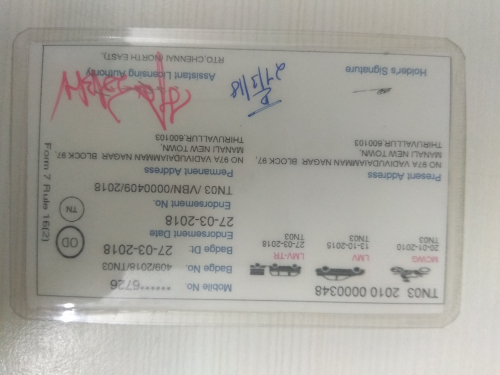 TN03 2010 0000348
MCWG
20-01-2010
TN03
LMV
13-10-2015
TN03
LMV-TR
27-03-2018
TN03
Mobile No. ******6726
Badge No. 409/2018/TN03
Badge Dt. 27-03-2018
Endorsement Date
27-03-2018
Endorsement No.
TN03 /VBN/0000409/2018
OD
TN
Form 7 Rule 16(2)
Present Address
NO 97A VADIVUDAIAMMAN NAGAR BLOCK 97,
MANALI NEW TOWN,
THIRUVALLUR.600103
Permanent Address
NO 97A VADIVUDAIAMMAN NAGAR BLOCK 97,
MANALI NEW TOWN,
THIRUVALLUR.600103
Holder's Signature
Assistant Licensing Authority
RTO,CHENNAI (NORTH EAST),